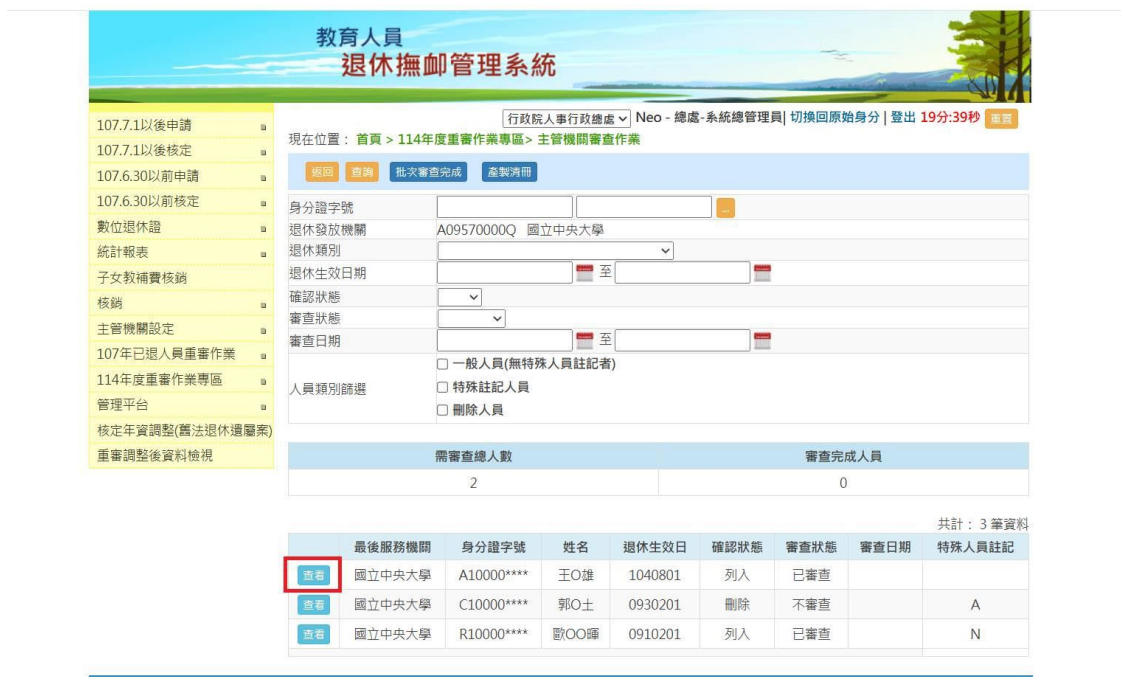 教育人員
退休撫卹管理系統
行政院人事行政總處 Neo - 總處-系統總管理員| 切換回原始身分 | 登出 19分:39秒 重置
現在位置： 首頁 > 114年度重審作業專區> 主管機關審查作業
107.7.1以後申請
107.7.1以後核定
107.6.30以前申請
107.6.30以前核定
數位退休證
統計報表
子女教補費核銷
核銷
主管機關設定
107年已退人員重審作業
114年度重審作業專區
管理平台
核定年資調整(舊法退休遺屬案)
重審調整後資料檢視
返回 查詢 批次審查完成 產製清冊
身分證字號 ...
退休發放機關 A09570000Q 國立中央大學
退休類別
退休生效日期 至
確認狀態
審查狀態
審查日期 至
人員類別篩選
一般人員(無特殊人員註記者)
特殊註記人員
刪除人員
需審查總人數 審查完成人員
2 0
共計： 3 筆資料
最後服務機關 身分證字號 姓名 退休生效日 確認狀態 審查狀態 審查日期 特殊人員註記
查看 國立中央大學 A10000**** 王O雄 1040801 列入 已審查
查看 國立中央大學 C10000**** 郭O土 0930201 刪除 不審查 A
查看 國立中央大學 R10000**** 歐OO暉 0910201 列入 已審查 N